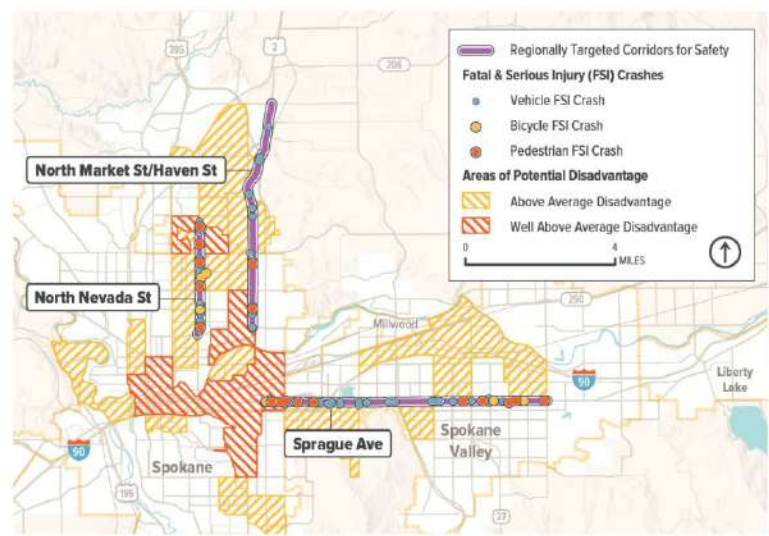 395
2
206
Regionally Targeted Corridors for Safety
Fatal & Serious Injury (FSI) Crashes
Vehicle FSI Crash
Bicycle FSI Crash
Pedestrian FSI Crash
Areas of Potential Disadvantage
Above Average Disadvantage
Well Above Average Disadvantage
0 4
MILES
North Market St/Haven St
North Nevada St
290
Millwood
90
Liberty
Lake
Sprague Ave
Spokane
Valley
90
Spokane
195
27